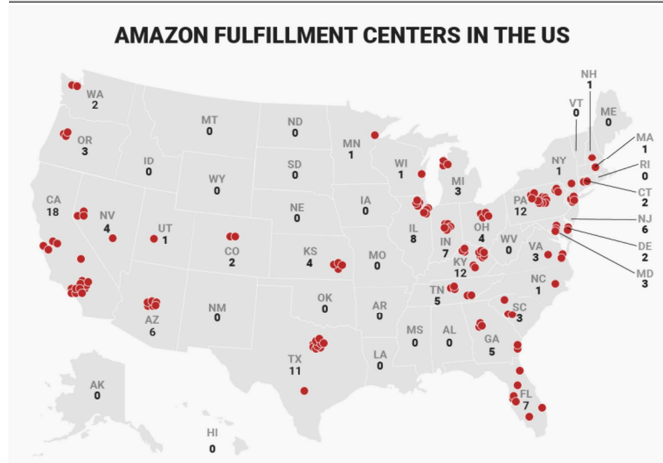 AMAZON FULFILLMENT CENTERS IN THE US
NH
1
VT
0
ME
0
WA
2
MT
0
ND
0
MN
1
MA
1
OR
3
ID
0
SD
0
WI
1
NY
1
RI
0
WY
0
MI
3
CT
2
CA
18
NV
4
UT
1
NE
0
IA
0
PA
12
NJ
6
CO
2
KS
4
MO
0
IL
8
IN
7
OH
4
WV
0
VA
3
DE
2
KY
12
MD
3
AZ
6
NM
0
OK
0
AR
0
TN
5
NC
1
SC
3
TX
11
LA
0
MS
0
AL
0
GA
5
AK
0
HI
0
FL
7